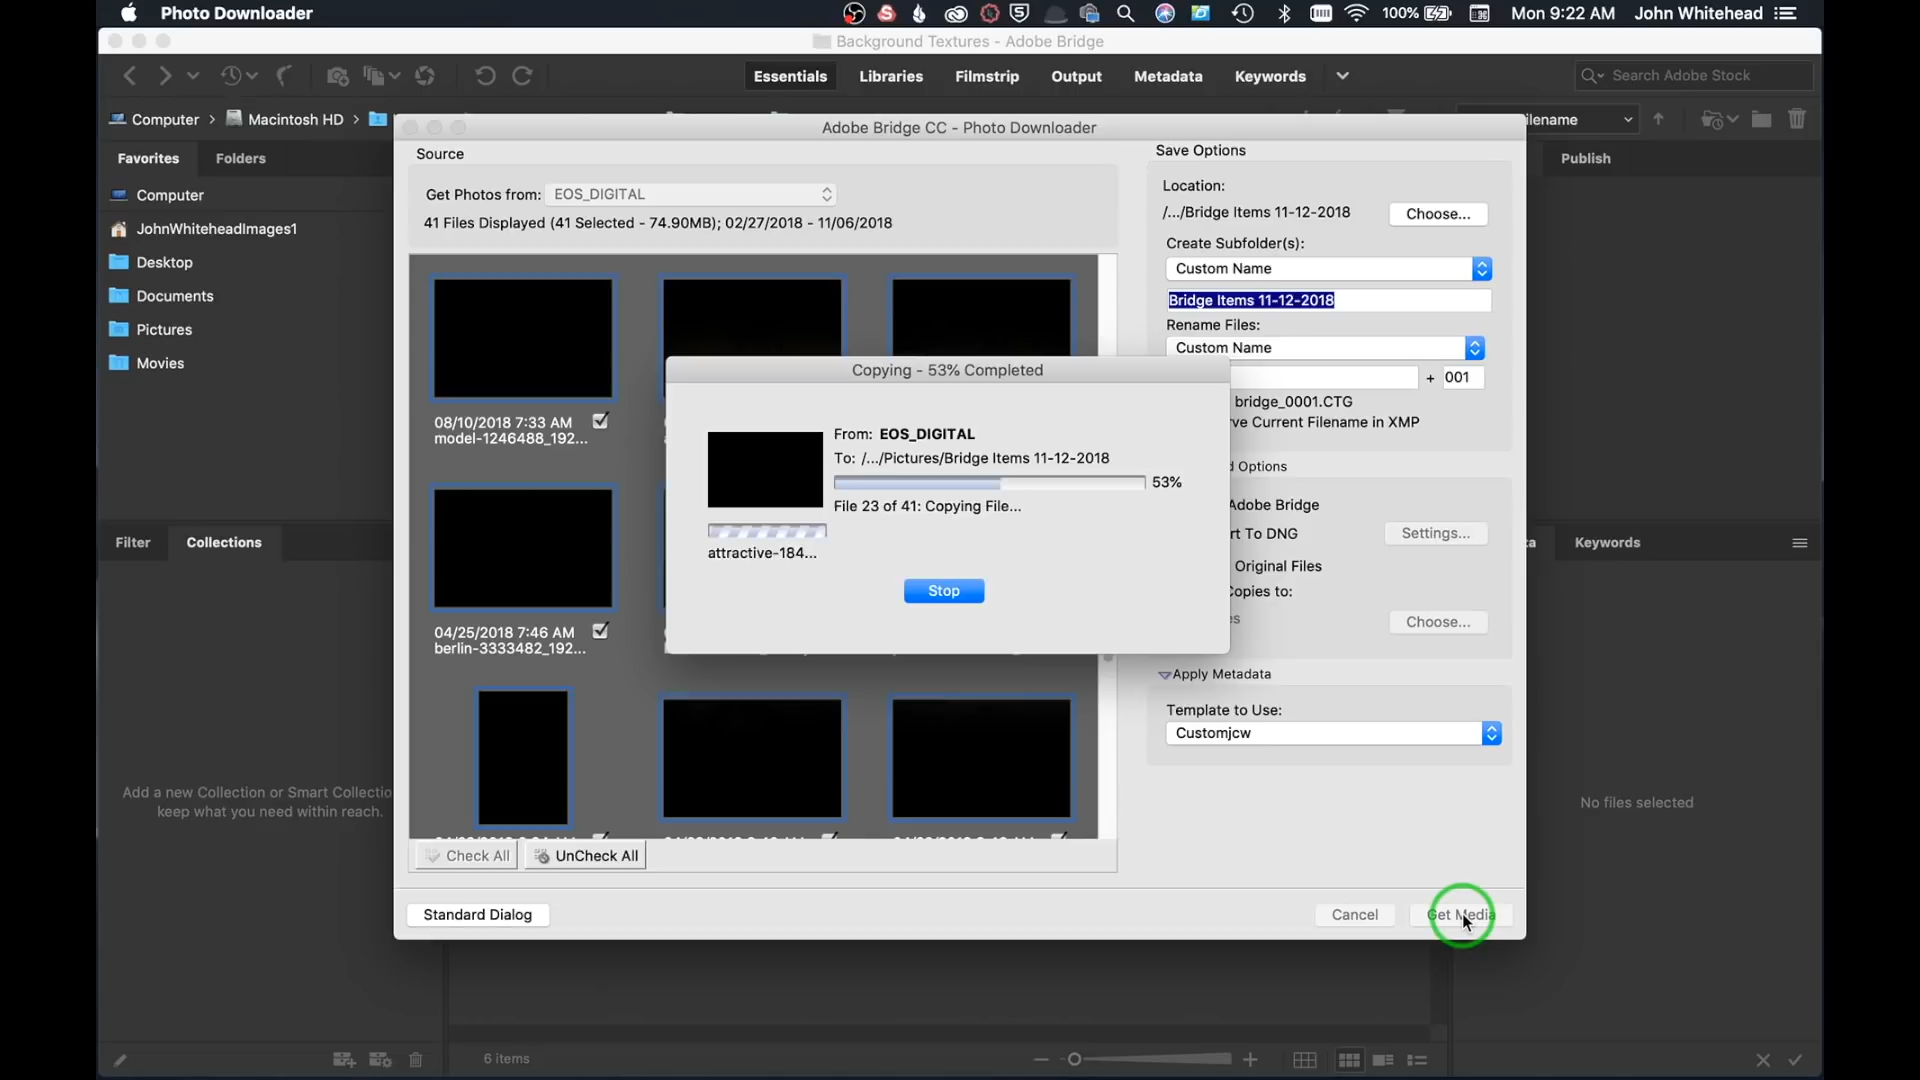 Photo Downloader
100%
Mon 9:22 AM
John Whitehead
Background Textures - Adobe Bridge
Essentials
Libraries
Filmstrip
Output
Metadata
Keywords
Search Adobe Stock
Computer
Macintosh HD
ilename
Favorites
Folders
Publish
Computer
JohnWhiteheadImages1
Desktop
Documents
Pictures
Movies
Filter
Collections
Add a new Collection or Smart Collectio
keep what you need within reach.
Adobe Bridge CC - Photo Downloader
Source
Get Photos from: EOS_DIGITAL
41 Files Displayed (41 Selected - 74.90MB); 02/27/2018 - 11/06/2018
08/10/2018 7:33 AM
model-1246488_192...
04/25/2018 7:46 AM
berlin-3333482_192...
Check All
UnCheck All
Standard Dialog
Save Options
Location:
/.../Bridge Items 11-12-2018
Choose...
Create Subfolder(s):
Custom Name
Bridge Items 11-12-2018
Rename Files:
Custom Name
+ 001
bridge_0001.CTG
rve Current Filename in XMP
d Options
Adobe Bridge
rt To DNG
Settings...
Original Files
Copies to:
es
Choose...
Apply Metadata
Template to Use:
Customjcw
Cancel
Get Media
Copying - 53% Completed
From: EOS_DIGITAL
To: /.../Pictures/Bridge Items 11-12-2018
53%
File 23 of 41: Copying File...
attractive-184...
Stop
ta
Keywords
No files selected
6 items